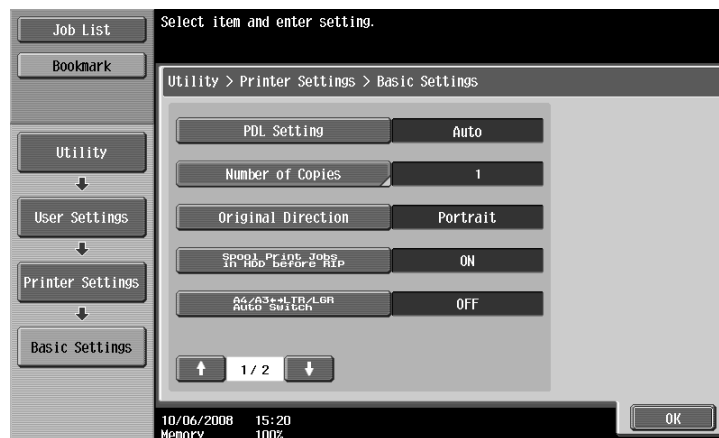 Job List
Select item and enter setting.
Bookmark
Utility > Printer Settings > Basic Settings
PDL Setting
Auto
Utility
Number of Copies
1
User Settings
Original Direction
Portrait
Spool Print Jobs
in HDD before RIP
ON
Printer Settings
A4/A3↔LTR/LGR
Auto Switch
OFF
Basic Settings
1/ 2
10/06/2008 15:20
Memory 100%
OK